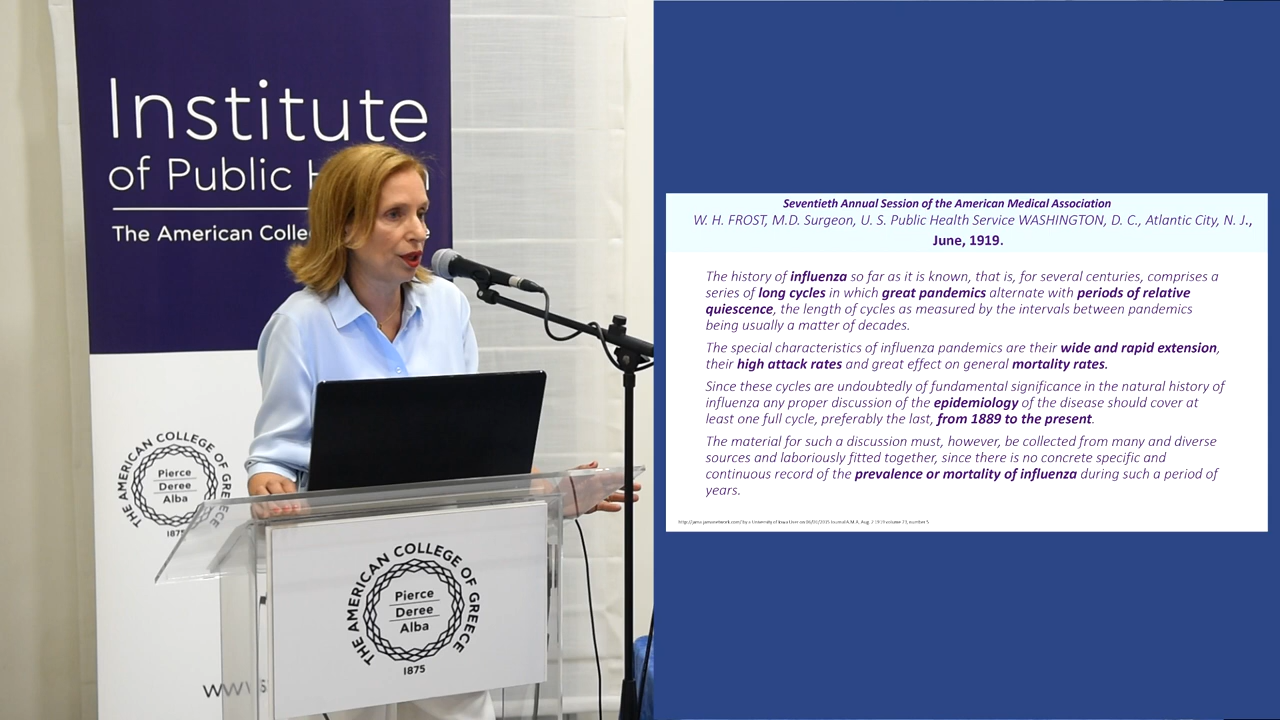 Institute
of Public H
The American Colle
THE AMERICAN COLLEGE OF GREECE
Pierce
Deree
Alba
1875
THE AMERICAN COLLEGE OF GREECE
Pierce
Deree
Alba
1875
Seventieth Annual Session of the American Medical Association
W. H. FROST, M.D. Surgeon, U. S. Public Health Service WASHINGTON, D. C., Atlantic City, N. J.,
June, 1919.
The history of influenza so far as it is known, that is, for several centuries, comprises a
series of long cycles in which great pandemics alternate with periods of relative
quiescence, the length of cycles as measured by the intervals between pandemics
being usually a matter of decades.
The special characteristics of influenza pandemics are their wide and rapid extension,
their high attack rates and great effect on general mortality rates.
Since these cycles are undoubtedly of fundamental significance in the natural history of
influenza any proper discussion of the epidemiology of the disease should cover at
least one full cycle, preferably the last, from 1889 to the present.
The material for such a discussion must, however, be collected from many and diverse
sources and laboriously fitted together, since there is no concrete specific and
continuous record of the prevalence or mortality of influenza during such a period of
years.